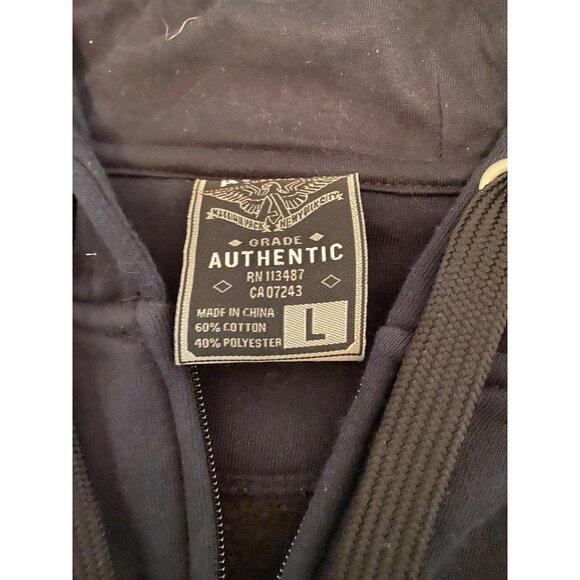 NEW YORK CITY
GRADE
AUTHENTIC
RN 113487
CA07243
MADE IN CHINA
60% COTTON
40% POLYESTER
L